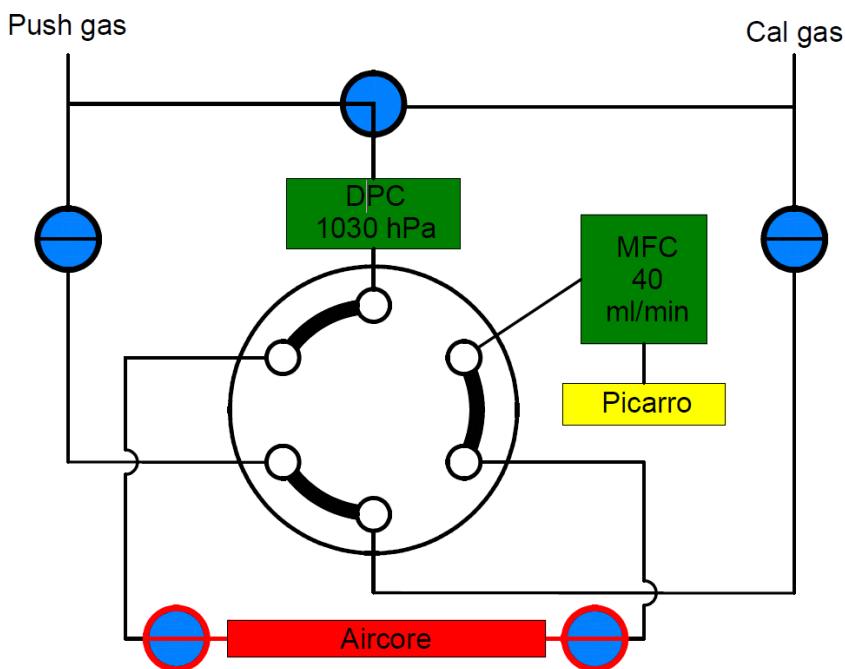 Push gas
Cal gas
DPC
1030 hPa
MFC
40
ml/min
Picarro
Aircore